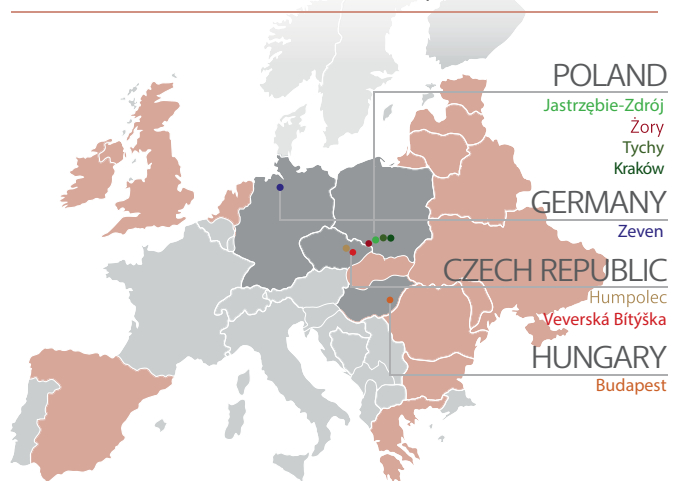 POLAND
Jastrzębie-Zdrój
Żory
Tychy
Kraków
GERMANY
Zeven
CZECH REPUBLIC
Humpolec
Veverská Bítýška
HUNGARY
Budapest